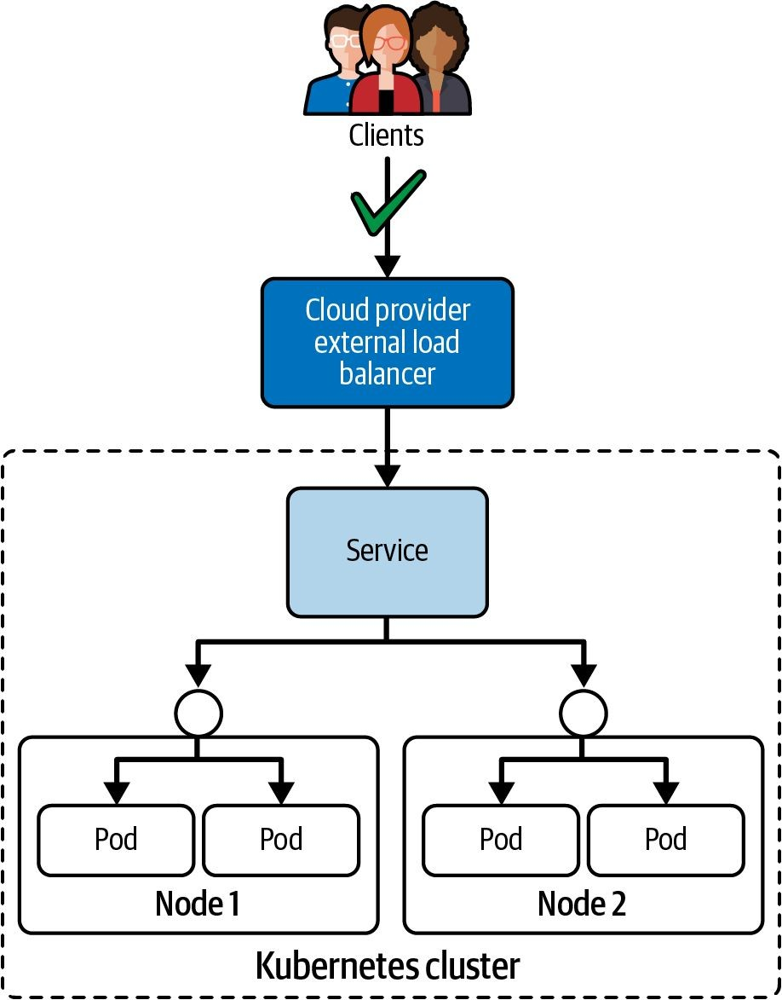 Clients
Cloud provider
external load
balancer
Service
Pod
Pod
Node 1
Pod
Pod
Node 2
Kubernetes cluster